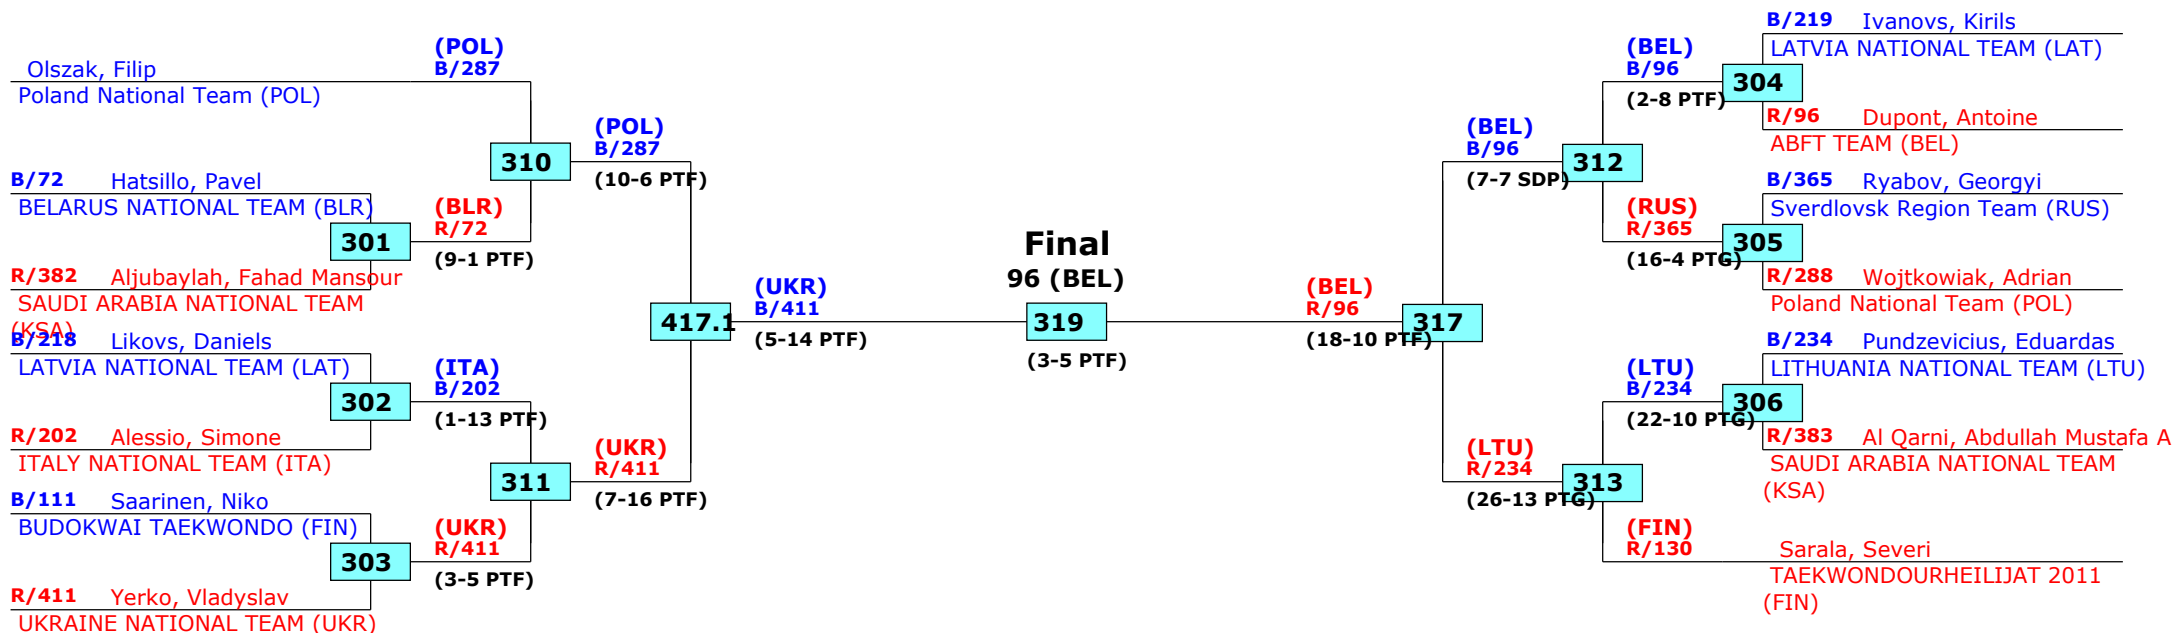 Olszak, Filip
Poland National Team (POL)
(POL)
B/287
B/72 Hatsillo, Pavel
BELARUS NATIONAL TEAM (BLR)
301
R/382 Aljubaylah, Fahad Mansour
SAUDI ARABIA NATIONAL TEAM
(KSA)
(BLR)
R/72
(9-1 PTF)
310
(POL)
B/287
(10-6 PTF)
B/218 Likovs, Daniels
LATVIA NATIONAL TEAM (LAT)
302
R/202 Alessio, Simone
ITALY NATIONAL TEAM (ITA)
(ITA)
B/202
(1-13 PTF)
B/111 Saarinen, Niko
BUDOKWAI TAEKWONDO (FIN)
303
R/411 Yerko, Vladyslav
UKRAINE NATIONAL TEAM (UKR)
(UKR)
R/411
(3-5 PTF)
311
(UKR)
R/411
(7-16 PTF)
417.1
(UKR)
B/411
(5-14 PTF)
Final
96 (BEL)
319
(3-5 PTF)
(BEL)
R/96
(18-10 PTF)
317
(BEL)
B/96
(7-7 SDP)
312
(BEL)
B/96
(2-8 PTF)
304
B/219 Ivanovs, Kirils
LATVIA NATIONAL TEAM (LAT)
R/96 Dupont, Antoine
ABFT TEAM (BEL)
(RUS)
R/365
(16-4 PTG)
305
B/365 Ryabov, Georgyi
Sverdlovsk Region Team (RUS)
R/288 Wojtkowiak, Adrian
Poland National Team (POL)
(LTU)
R/234
(26-13 PTG)
313
(LTU)
B/234
(22-10 PTG)
306
B/234 Pundzevicius, Eduardas
LITHUANIA NATIONAL TEAM (LTU)
R/383 Al Qarni, Abdullah Mustafa A
SAUDI ARABIA NATIONAL TEAM
(KSA)
(FIN)
R/130
Sarala, Severi
TAEKWONDOURHEILIJAT 2011
(FIN)